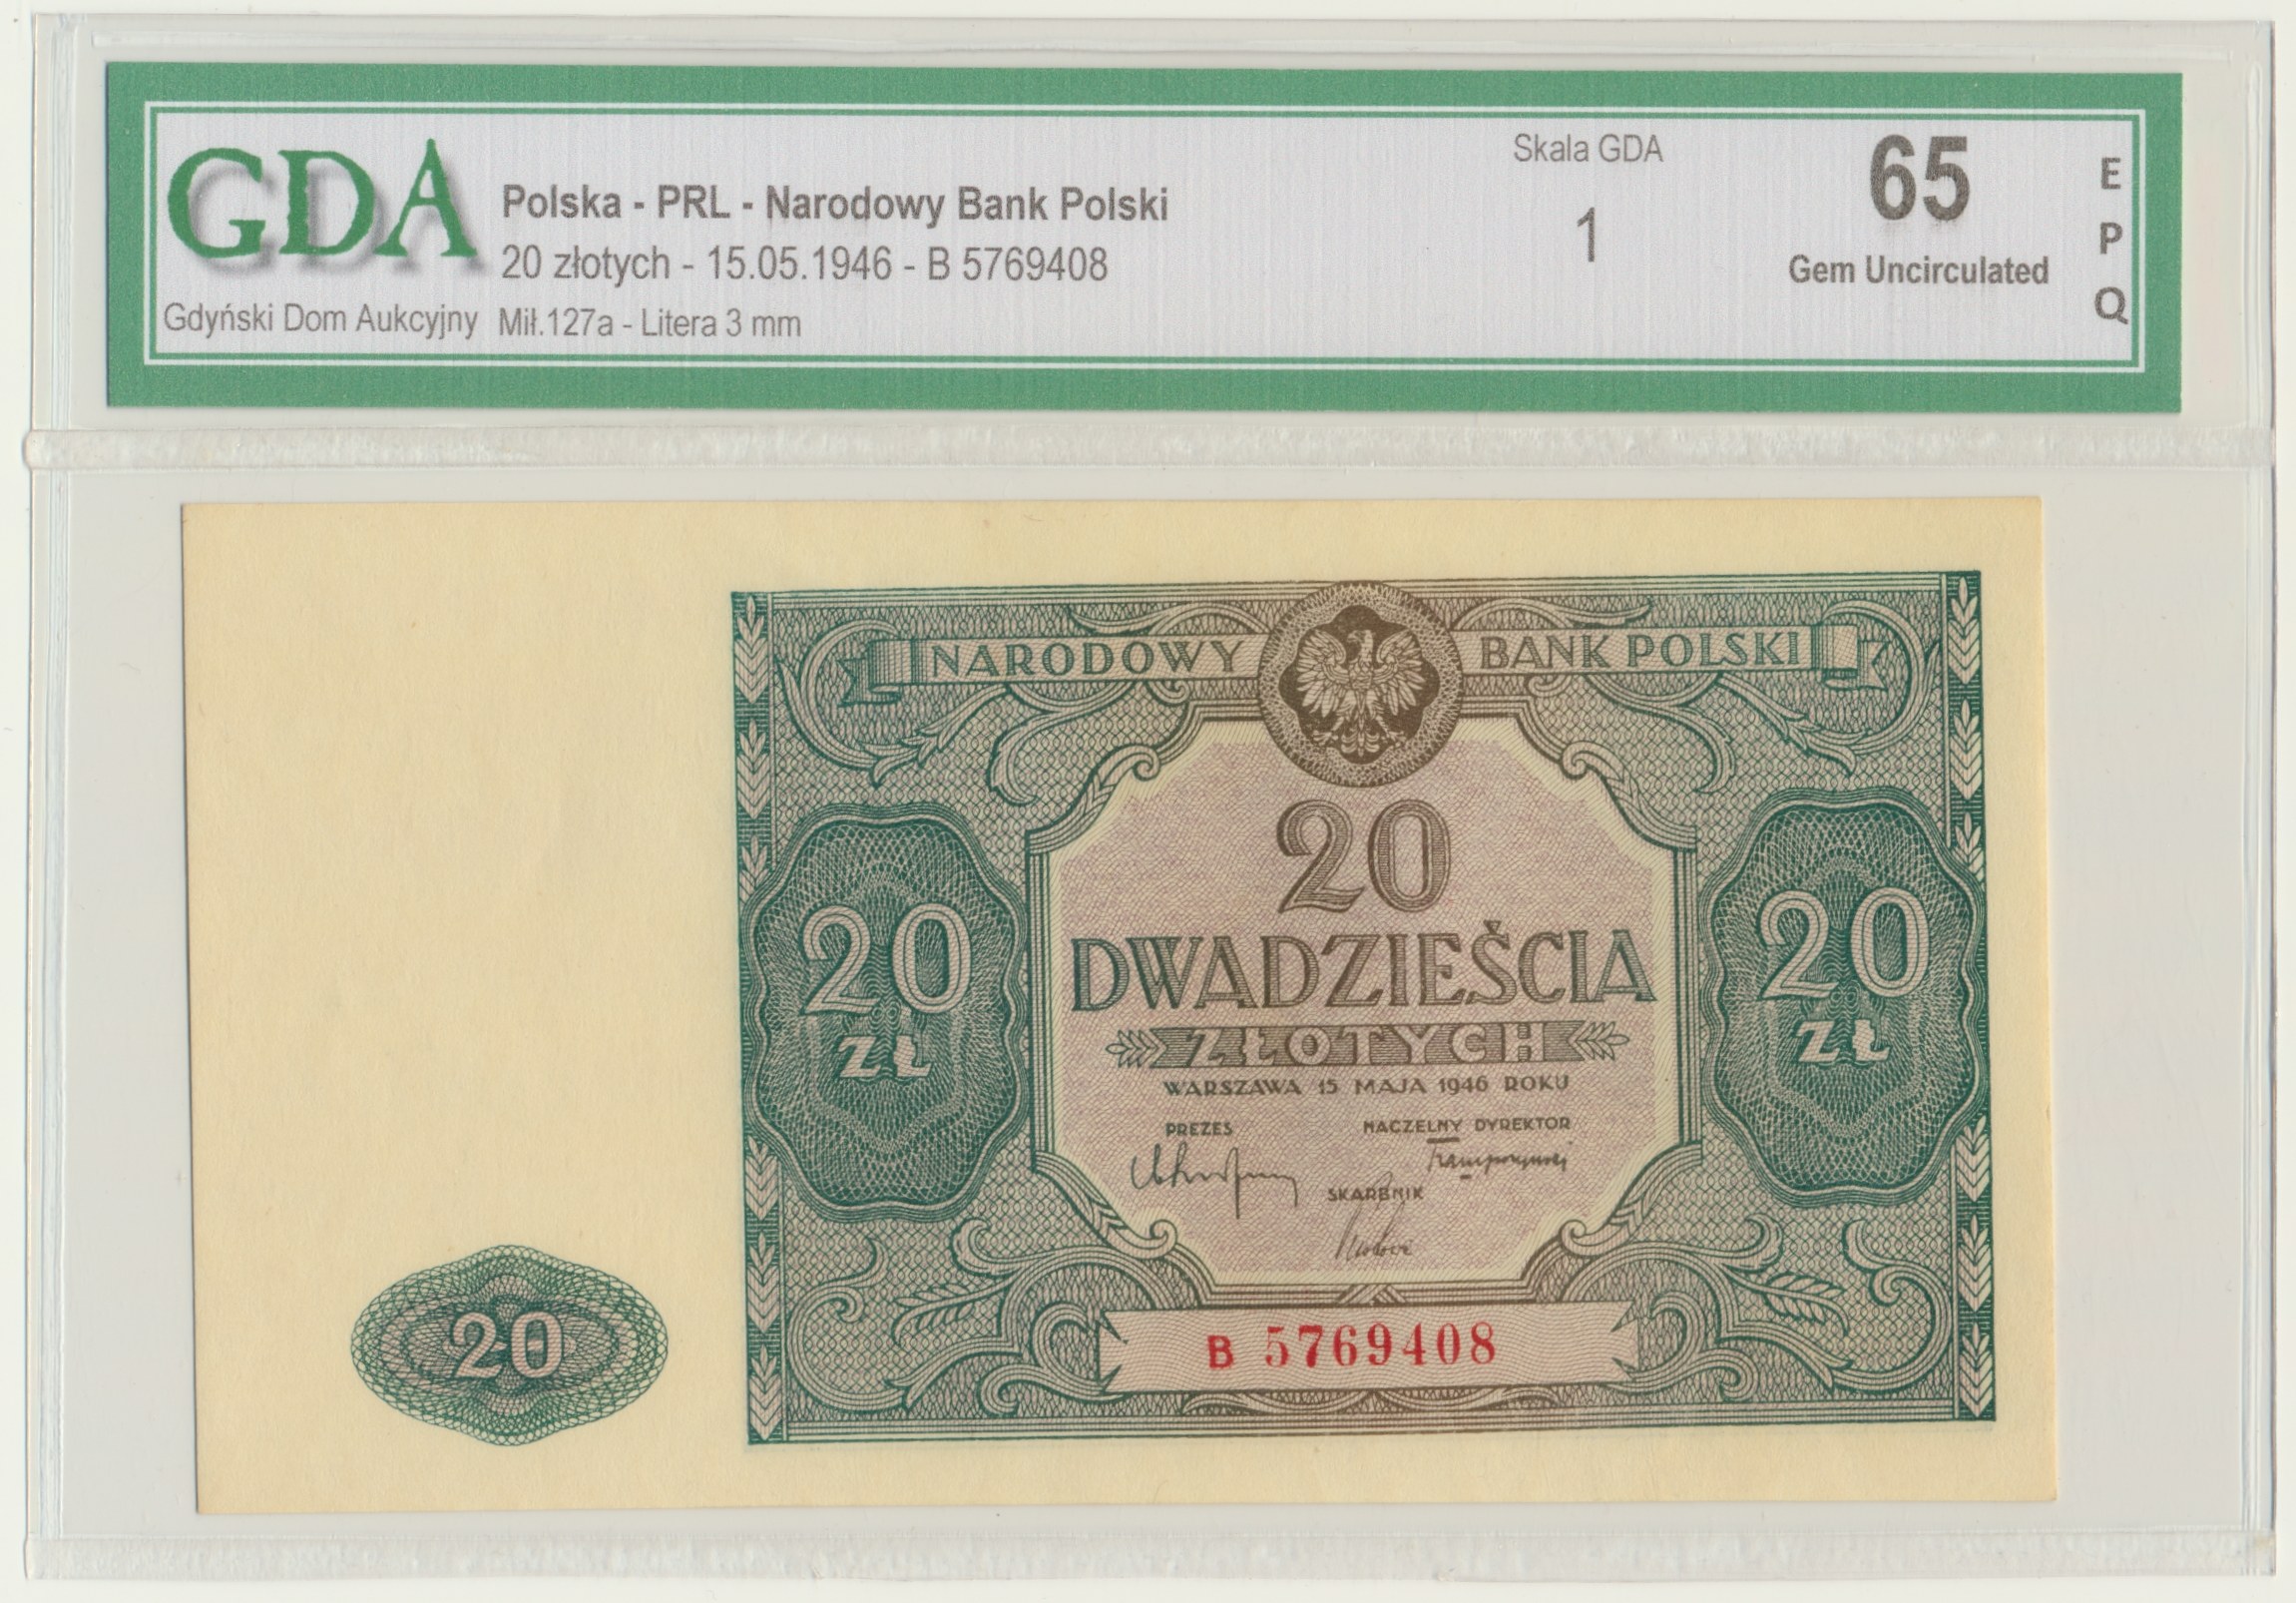 GDA
Gdyński Dom Aukcyjny
Polska - PRL - Narodowy Bank Polski
20 złotych - 15.05.1946 - B 5769408
Mił.127a - Litera 3 mm
Skala GDA
1
65
Gem Uncirculated
E
P
Q
NARODOWY BANK POLSKI
20
DWADZIEŚCIA
ZŁOTYCH
WARSZAWA 15 MAJA 1946 ROKU
PREZES NACZELNY DYREKTOR
SKARBNIK
20
ZŁ
20
ZŁ
20
B 5769408